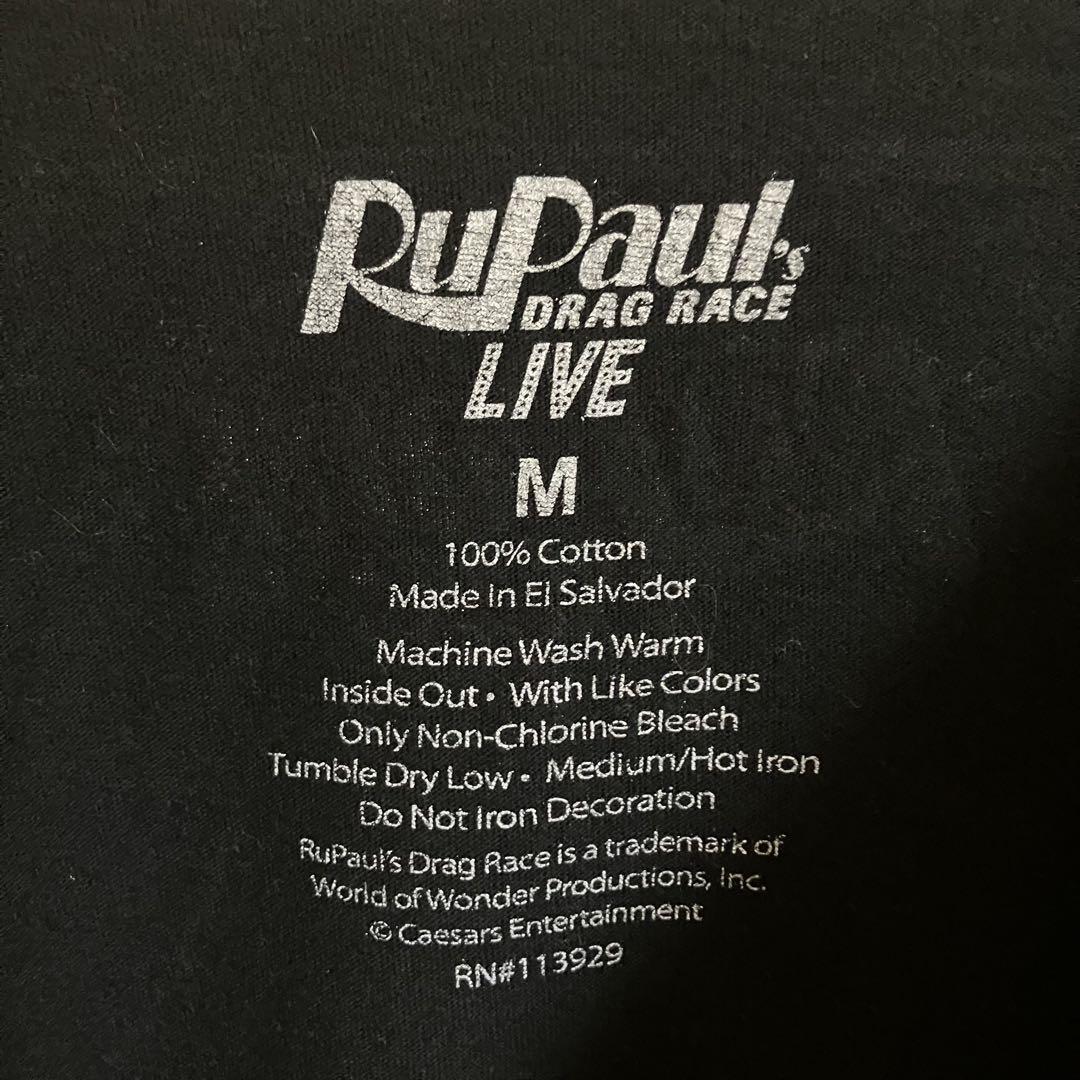 RuPaul's
DRAG RACE
LIVE
M
100% Cotton
Made In El Salvador
Machine Wash Warm
Inside Out • With Like Colors
Only Non-Chlorine Bleach
Tumble Dry Low • Medium/Hot Iron
Do Not Iron Decoration
RuPaul's Drag Race is a trademark of
World of Wonder Productions, Inc.
© Caesars Entertainment
RN#113929